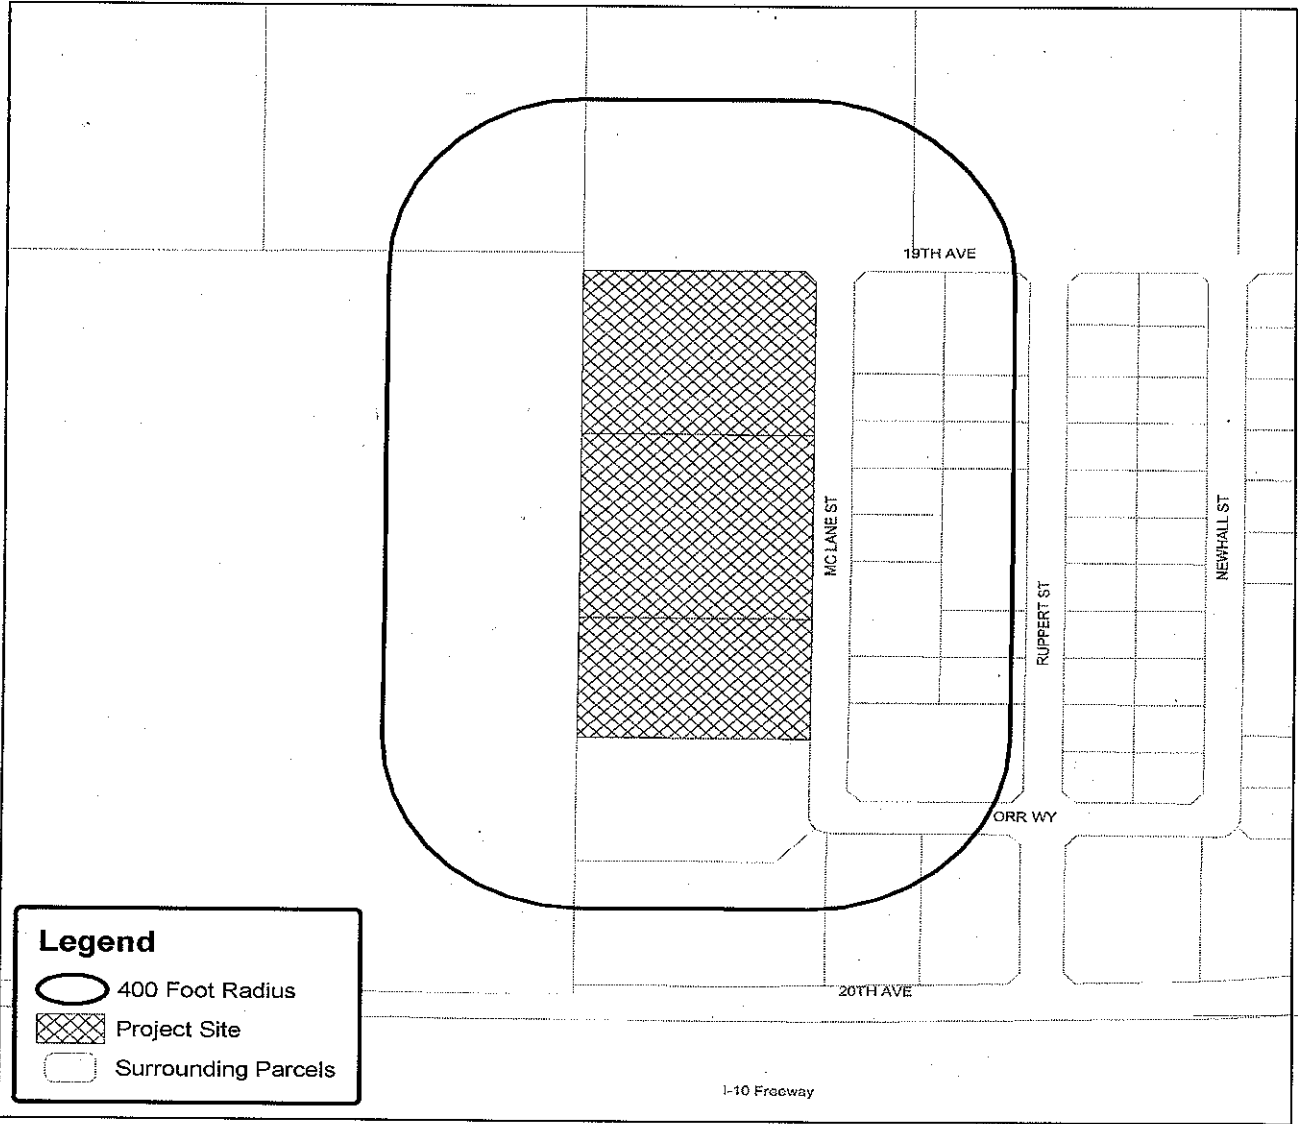 19TH AVE
MC LANE ST
RUPPERT ST
NEWHALL ST
ORR WY
20TH AVE
I-10 Freeway
Legend
400 Foot Radius
Project Site
Surrounding Parcels